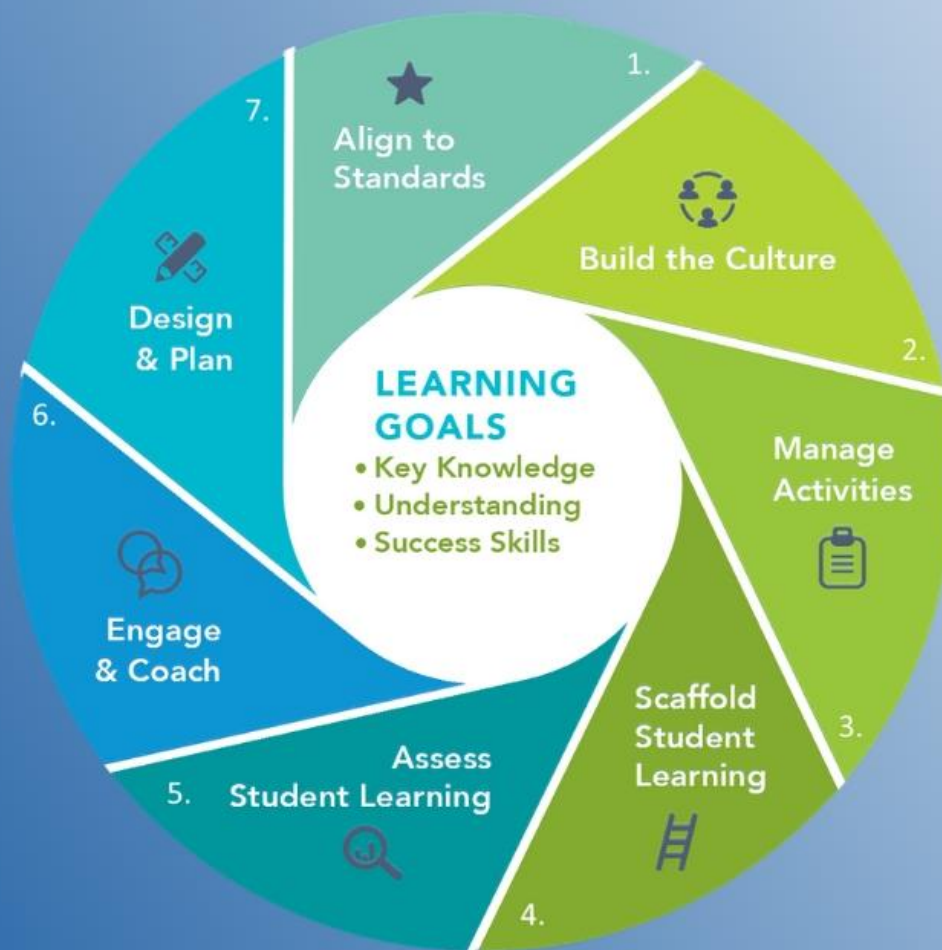 1.
Align to
Standards
Build the Culture
2.
Manage
Activities
3.
Scaffold
Student
Learning
4.
Assess
Student Learning
5.
Engage
& Coach
6.
Design
& Plan
7.
LEARNING
GOALS
• Key Knowledge
• Understanding
• Success Skills